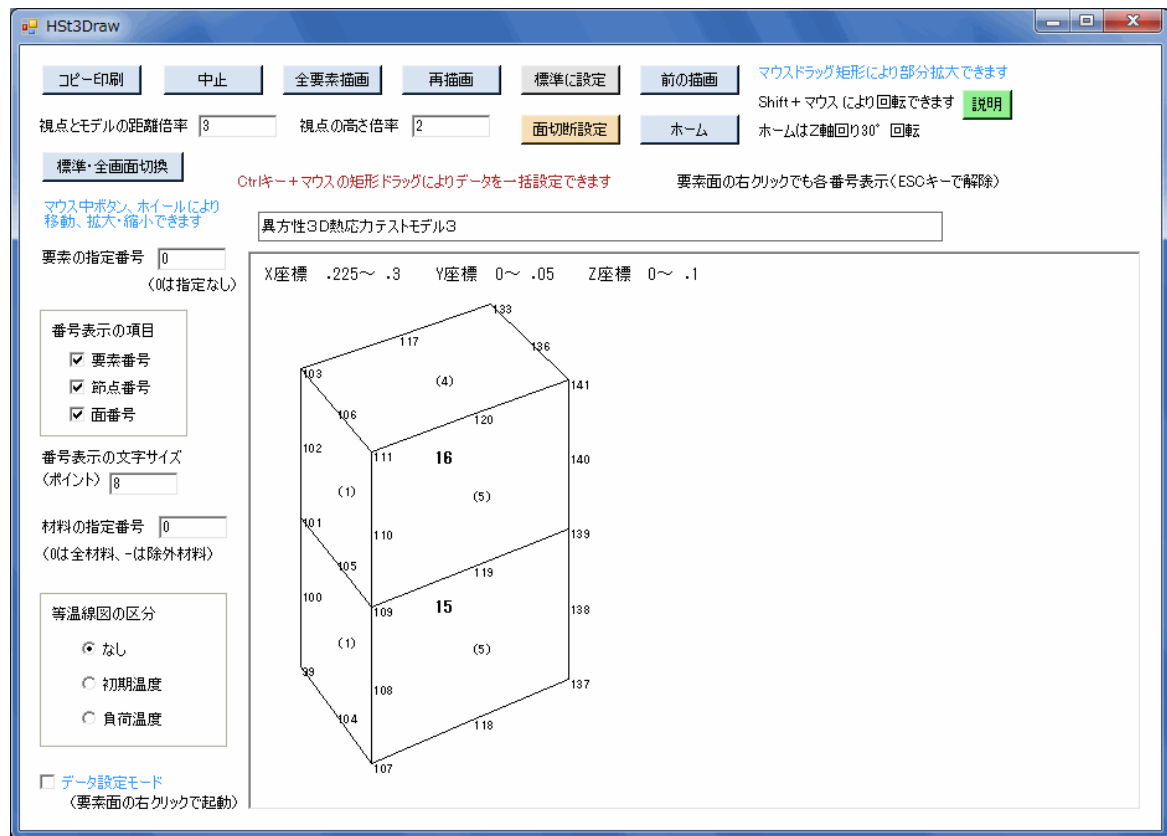 HSt3Draw
コピー印刷 中止 全要素描画 再描画 標準に設定 前の描画 マウスドラッグ矩形により部分拡大できます
Shift+マウスにより回転できます 説明
視点とモデルの距離倍率 3 視点の高さ倍率 2 面切断設定 ホーム ホームはZ軸回り30°回転
標準・全画面切換
Ctrlキー+マウスの矩形ドラッグによりデータを一括設定できます 要素面の右クリックでも各番号表示(ESCキーで解除)
マウス中ボタン、ホイールにより
移動、拡大・縮小できます
異方性3D熱応力テストモデル3
要素の指定番号 0
(0は指定なし)
X座標 .225~ .3 Y座標 0~ .05 Z座標 0~ .1
番号表示の項目
要素番号
節点番号
面番号
番号表示の文字サイズ
(ポイント) 8
材料の指定番号 0
(0は全材料、-は除外材料)
等温線図の区分
なし
初期温度
負荷温度
データ設定モード
(要素面の右クリックで起動)
133
117
136
103
(4)
141
106
120
102
111
16
140
(1)
(5)
101
110
139
105
119
100
109
15
138
(1)
(5)
99
108
137
104
118
107